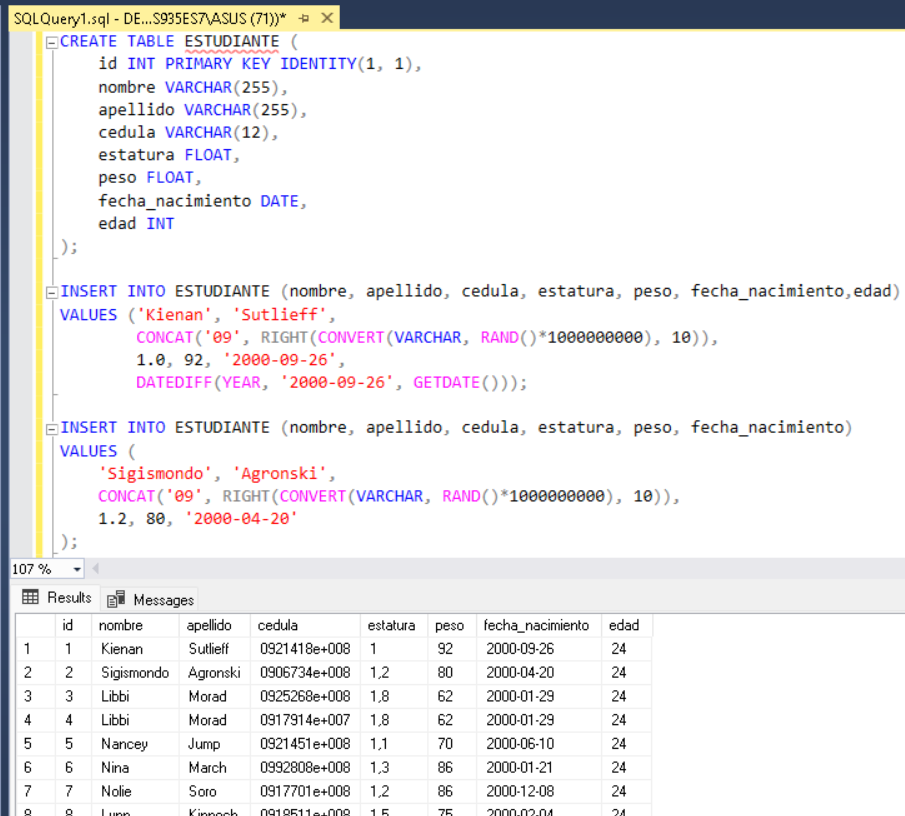 SQLQuery1.sql - DE...S935ES7\ASUS (71))*
CREATE TABLE ESTUDIANTE (
id INT PRIMARY KEY IDENTITY(1, 1),
nombre VARCHAR(255),
apellido VARCHAR(255),
cedula VARCHAR(12),
estatura FLOAT,
peso FLOAT,
fecha_nacimiento DATE,
edad INT
);
INSERT INTO ESTUDIANTE (nombre, apellido, cedula, estatura, peso, fecha_nacimiento,edad)
VALUES ('Kienan', 'Sutlieff',
CONCAT('09', RIGHT(CONVERT(VARCHAR, RAND()*1000000000), 10)),
1.0, 92, '2000-09-26',
DATEDIFF(YEAR, '2000-09-26', GETDATE()));
INSERT INTO ESTUDIANTE (nombre, apellido, cedula, estatura, peso, fecha_nacimiento)
VALUES (
'Sigismondo', 'Agronski',
CONCAT('09', RIGHT(CONVERT(VARCHAR, RAND()*1000000000), 10)),
1.2, 80, '2000-04-20'
);
107 %
Results Messages
id nombre apellido cedula estatura peso fecha_nacimiento edad
1 1 Kienan Sutlieff 0921418e+008 1 92 2000-09-26 24
2 2 Sigismondo Agronski 0906734e+008 1,2 80 2000-04-20 24
3 3 Libbi Morad 0925268e+008 1,8 62 2000-01-29 24
4 4 Libbi Morad 0917914e+007 1,8 62 2000-01-29 24
5 5 Nancey Jump 0921451e+008 1,1 70 2000-06-10 24
6 6 Nina March 0992808e+008 1,3 86 2000-01-21 24
7 7 Nolie Soro 0917701e+008 1,2 86 2000-12-08 24
8 8 0918511e+008 1,5 75 2000-02-04 24